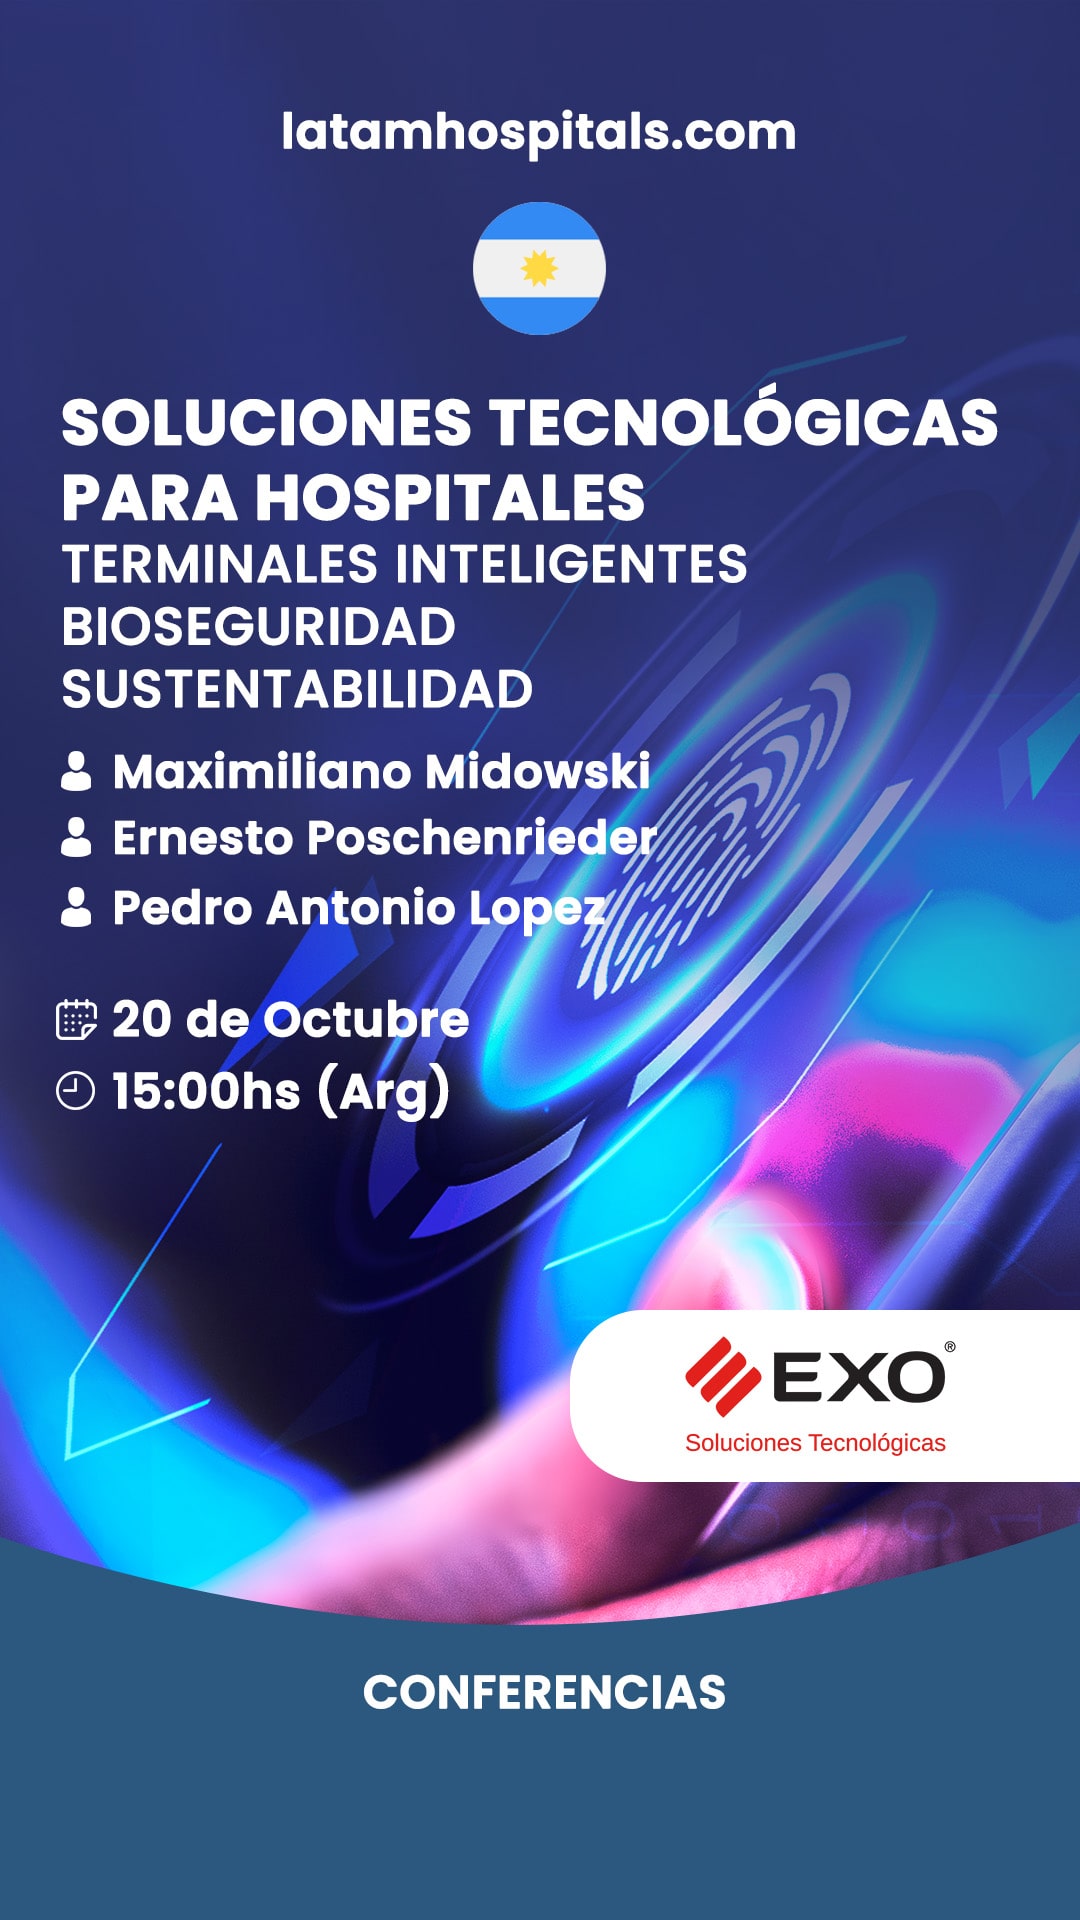 latamhospitals.com
SOLUCIONES TECNOLÓGICAS
PARA HOSPITALES
TERMINALES INTELIGENTES
BIOSEGURIDAD
SUSTENTABILIDAD
Maximiliano Midowski
Ernesto Poschenrieder
Pedro Antonio Lopez
20 de Octubre
15:00hs (Arg)
EXO®
Soluciones Tecnológicas
CONFERENCIAS